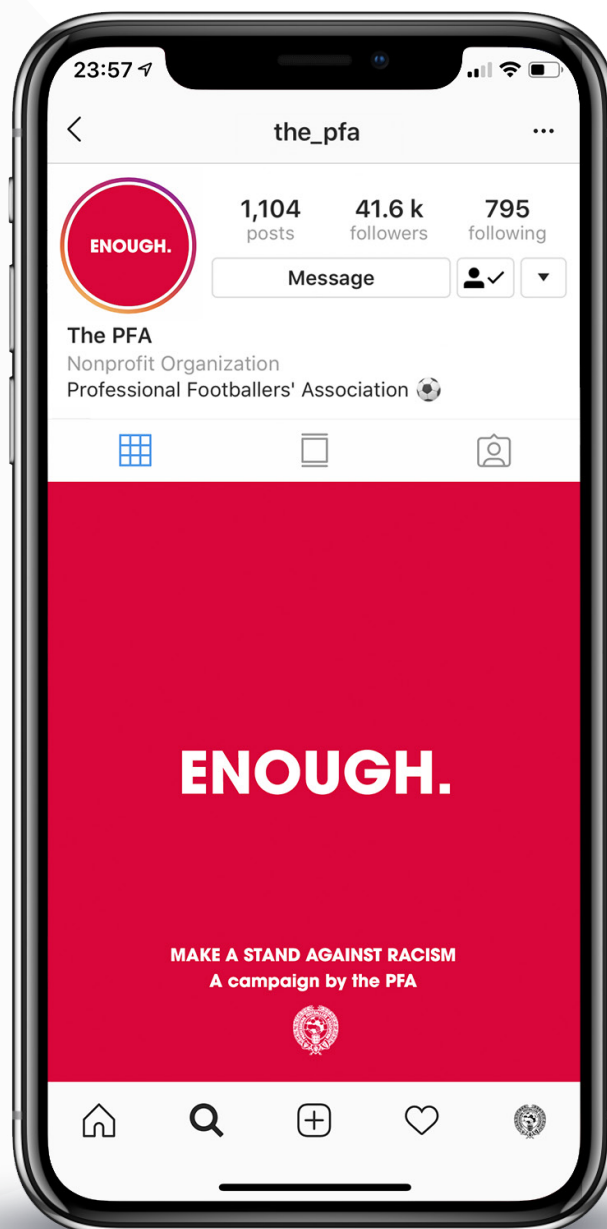 23:57
the_pfa
ENOUGH.
1,104 41.6 k 795
posts followers following
Message
The PFA
Nonprofit Organization
Professional Footballers' Association
ENOUGH.
MAKE A STAND AGAINST RACISM
A campaign by the PFA